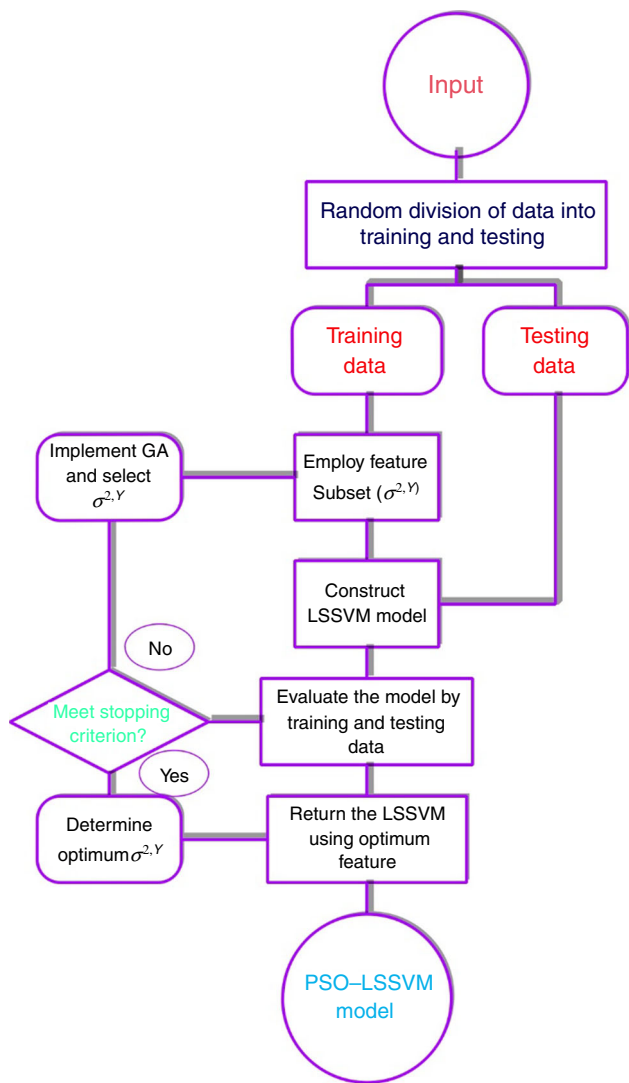 Input
Random division of data into
training and testing
Training
data
Testing
data
Implement GA
and select
σ²,ʸ
Employ feature
Subset (σ²,ʸ)
Construct
LSSVM model
No
Meet stopping
criterion?
Evaluate the model by
training and testing
data
Yes
Determine
optimumσ²,ʸ
Return the LSSVM
using optimum
feature
PSO–LSSVM
model